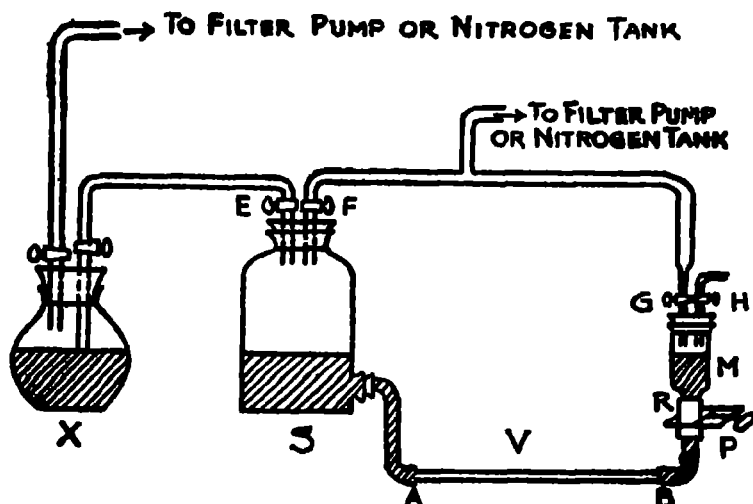 TO FILTER PUMP OR NITROGEN TANK
TO FILTER PUMP
OR NITROGEN TANK
E F
G H
M
R
P
X S V
A B